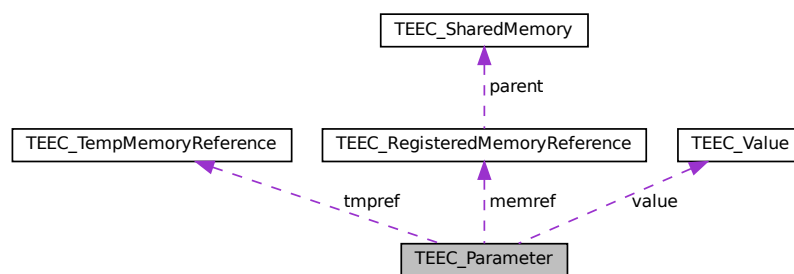 TEEC_SharedMemory
parent
TEEC_TempMemoryReference
TEEC_RegisteredMemoryReference
TEEC_Value
tmpref
memref
value
TEEC_Parameter